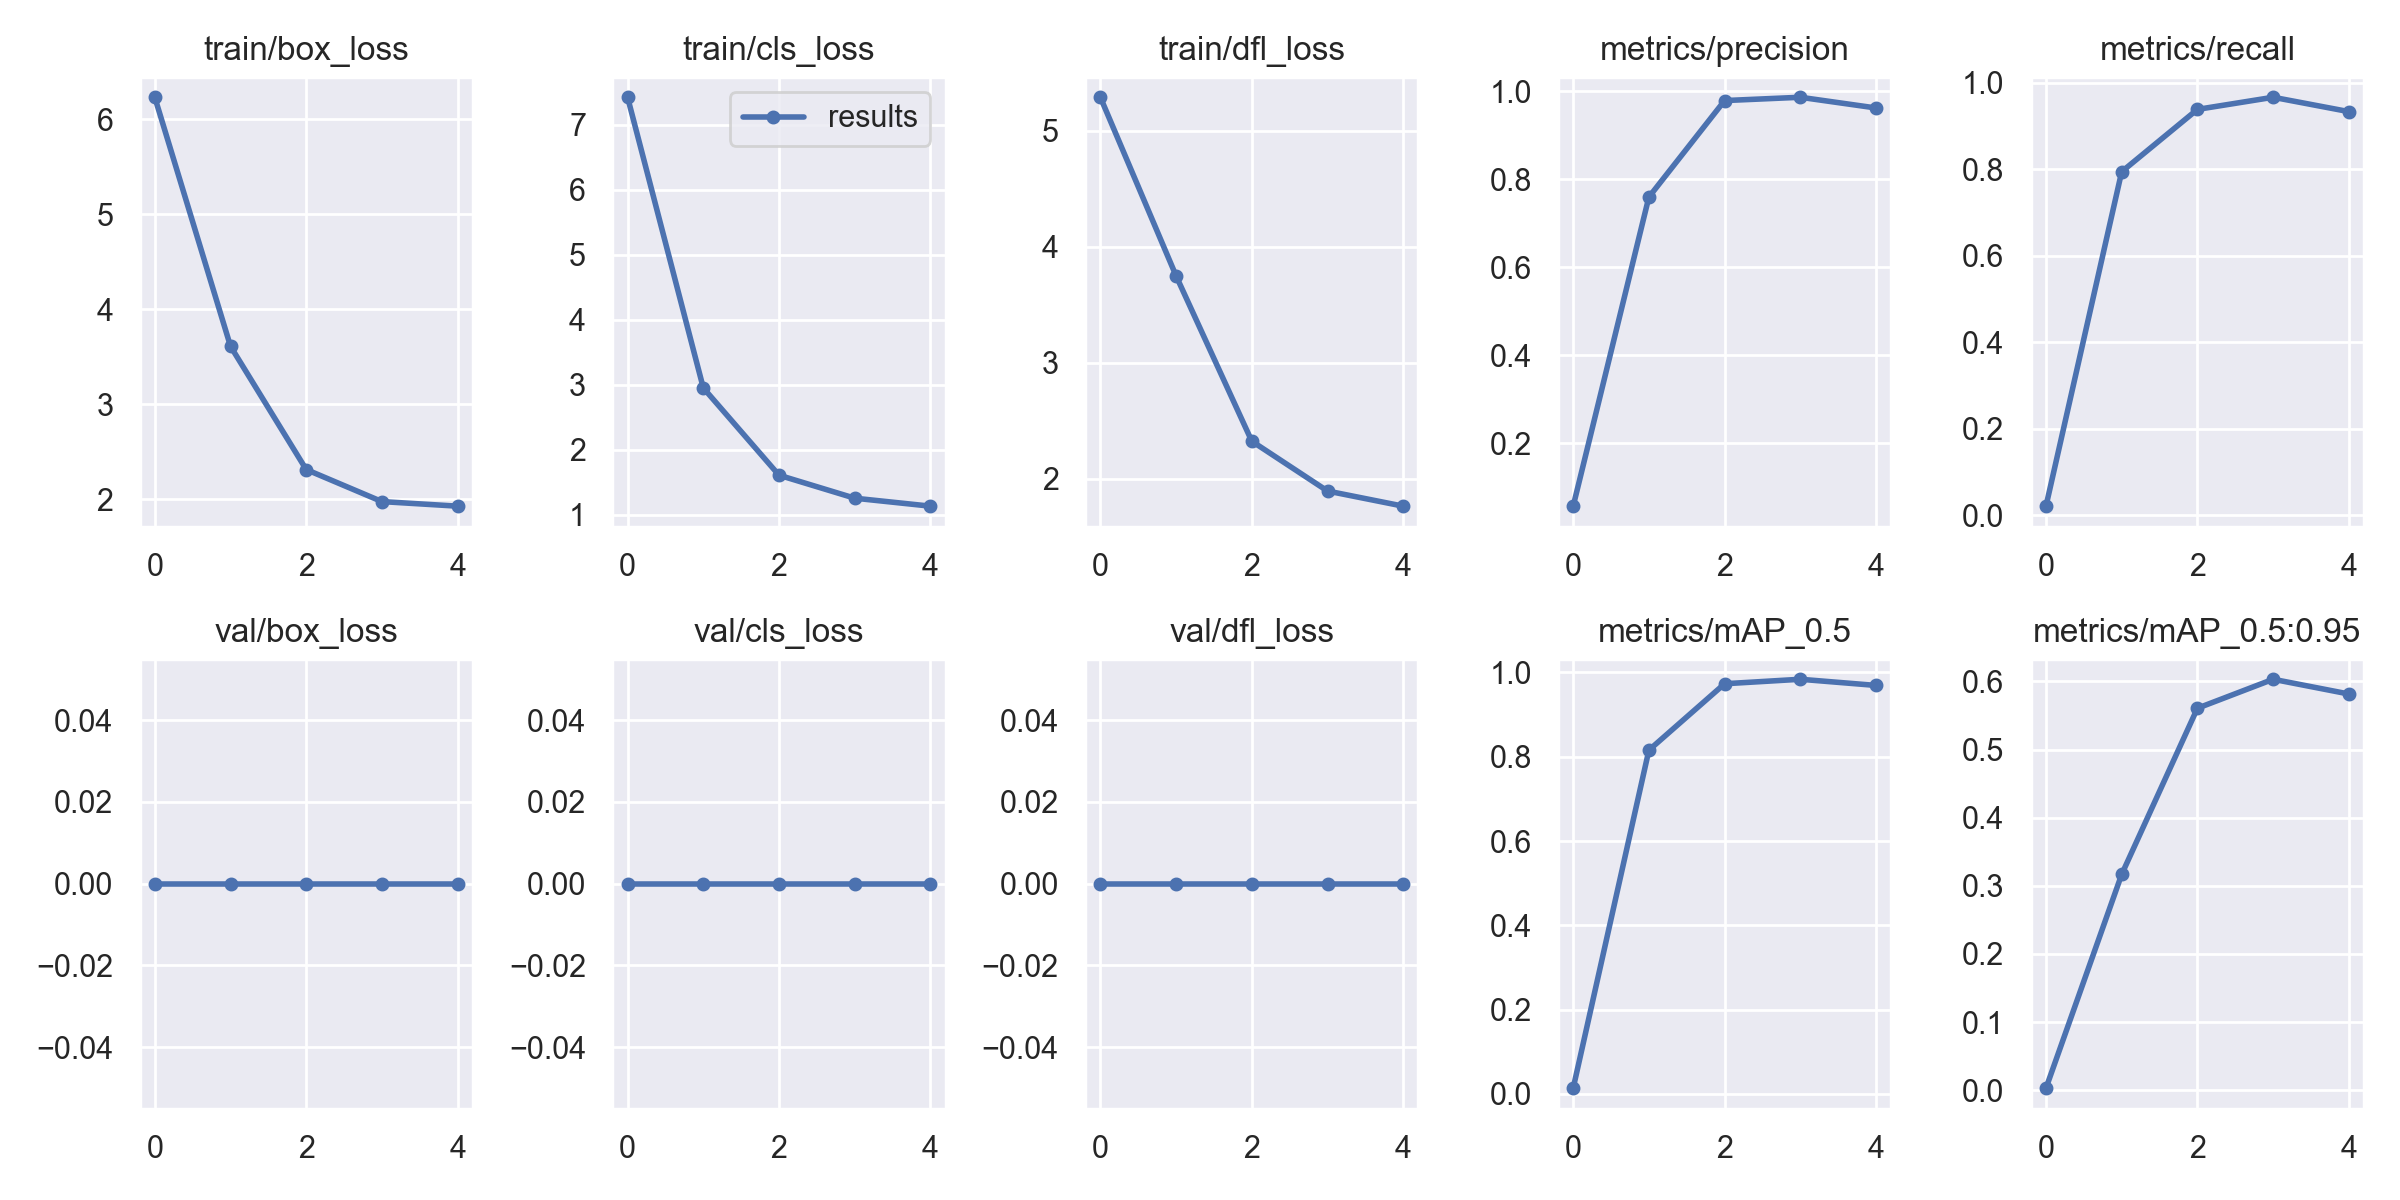 train/box_loss
6
5
4
3
2
0 2 4
train/cls_loss
results
7
6
5
4
3
2
1
0 2 4
train/dfl_loss
5
4
3
2
0 2 4
metrics/precision
1.0
0.8
0.6
0.4
0.2
0 2 4
metrics/recall
1.0
0.8
0.6
0.4
0.2
0.0
0 2 4
val/box_loss
0.04
0.02
0.00
−0.02
−0.04
0 2 4
val/cls_loss
0.04
0.02
0.00
−0.02
−0.04
0 2 4
val/dfl_loss
0.04
0.02
0.00
−0.02
−0.04
0 2 4
metrics/mAP_0.5
1.0
0.8
0.6
0.4
0.2
0.0
0 2 4
metrics/mAP_0.5:0.95
0.6
0.5
0.4
0.3
0.2
0.1
0.0
0 2 4